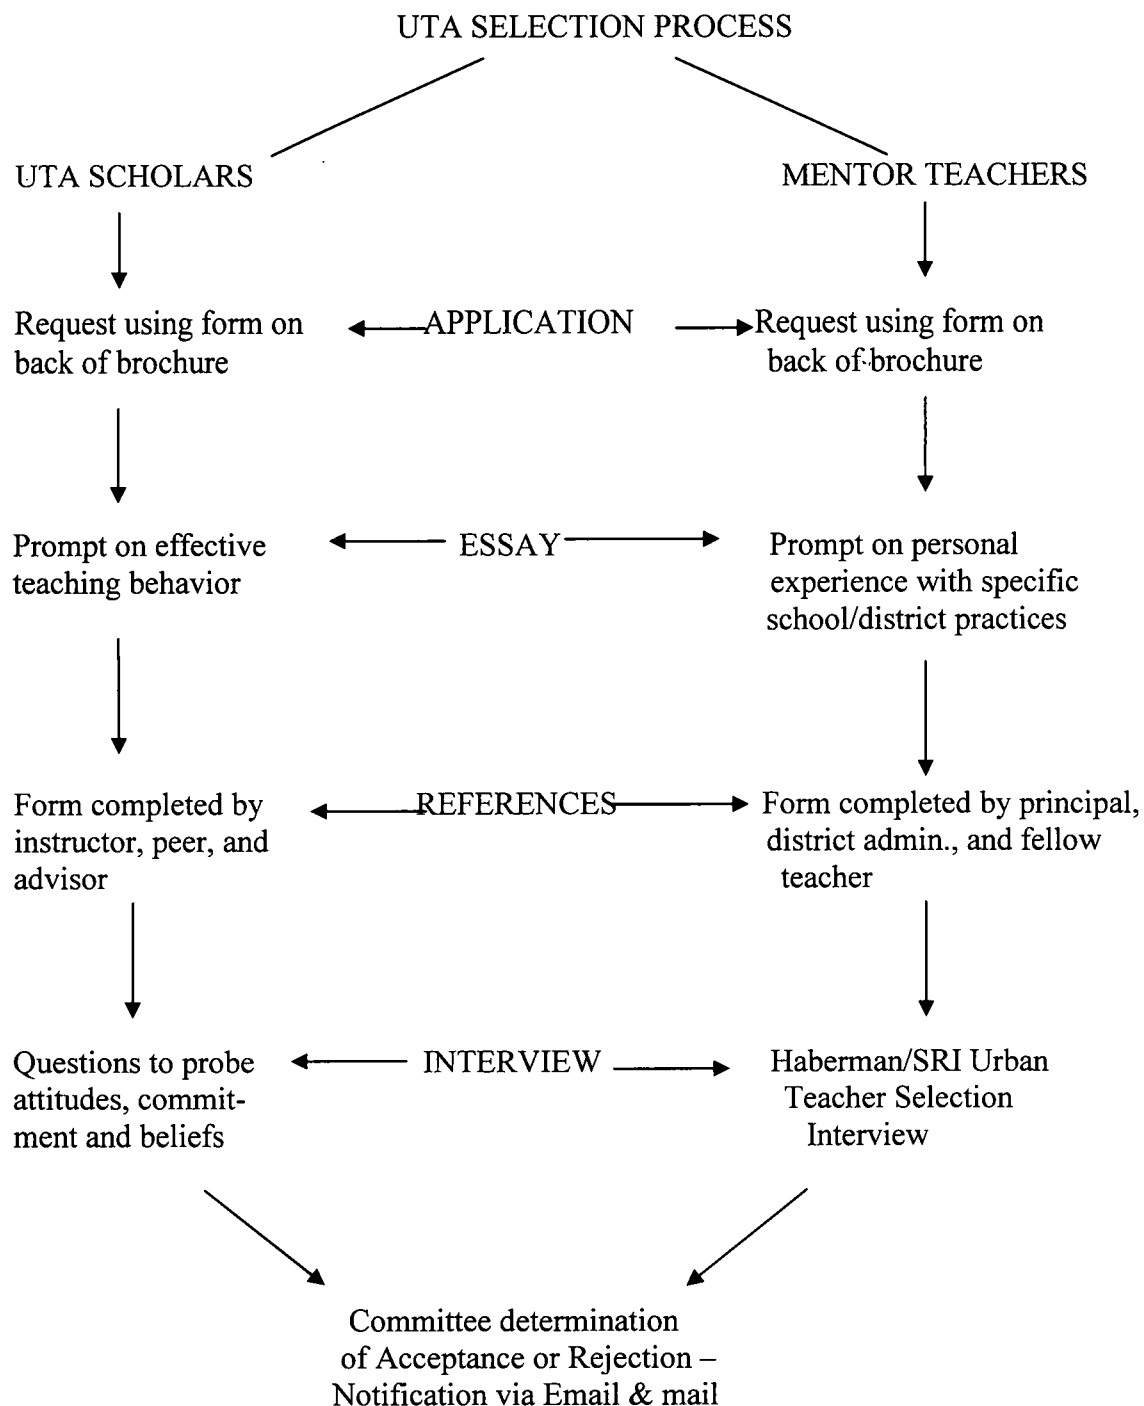 UTA SELECTION PROCESS
UTA SCHOLARS
MENTOR TEACHERS
Request using form on
back of brochure
APPLICATION
Request using form on
back of brochure
Prompt on effective
teaching behavior
ESSAY
Prompt on personal
experience with specific
school/district practices
Form completed by
instructor, peer, and
advisor
REFERENCES
Form completed by principal,
district admin., and fellow
teacher
Questions to probe
attitudes, commit-
ment and beliefs
INTERVIEW
Haberman/SRI Urban
Teacher Selection
Interview
Committee determination
of Acceptance or Rejection –
Notification via Email & mail